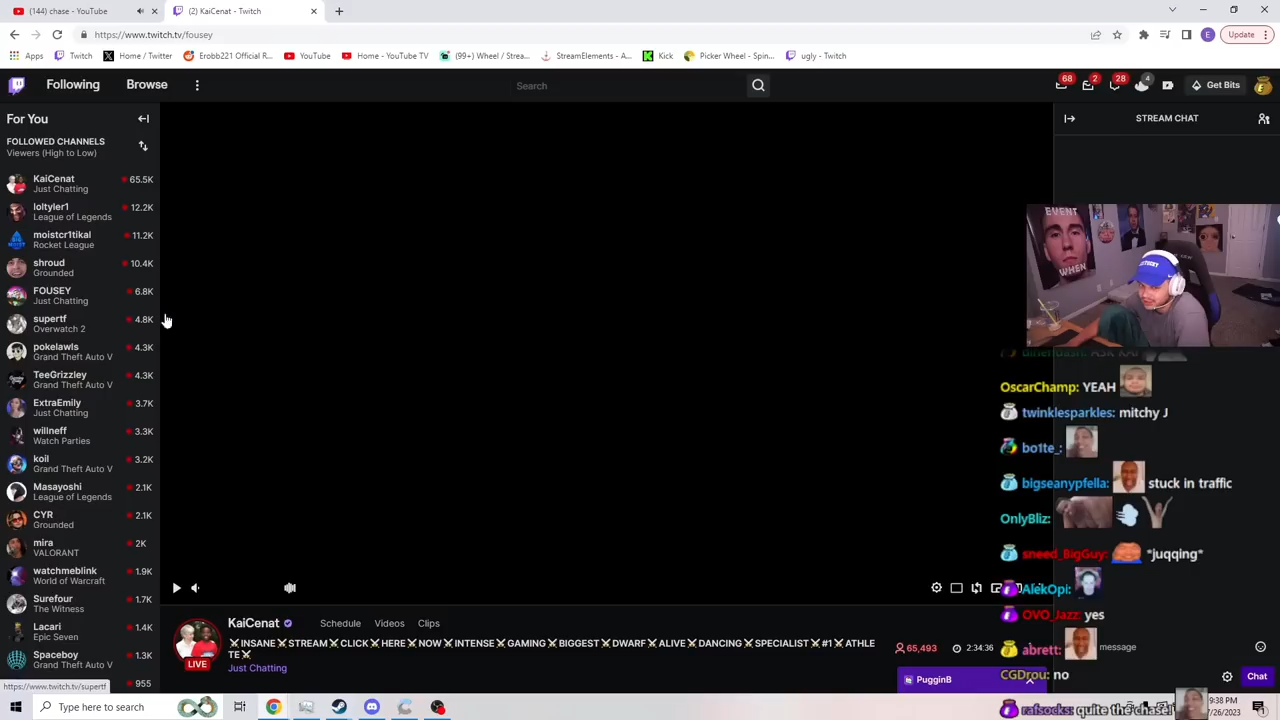 (144) chase - YouTube
(2) KaiCenat - Twitch
https://www.twitch.tv/fousey
Update
Apps
Twitch
Home / Twitter
Erobb221 Official R...
YouTube
Home - YouTube TV
(99+) Wheel / Strea...
StreamElements - A...
Kick
Picker Wheel - Spin...
ugly - Twitch
Following
Browse
Search
68
2
28
4
Get Bits
For You
FOLLOWED CHANNELS
Viewers (High to Low)
KaiCenat 65.5K
Just Chatting
loltyler1 12.2K
League of Legends
moistcr1tikal 11.2K
Rocket League
shroud 10.4K
Grounded
FOUSEY 6.8K
Just Chatting
supertf 4.8K
Overwatch 2
pokelawls 4.3K
Grand Theft Auto V
TeeGrizzley 4.3K
Grand Theft Auto V
ExtraEmily 3.7K
Just Chatting
willneff 3.3K
Watch Parties
koil 3.2K
Grand Theft Auto V
Masayoshi 2.1K
League of Legends
CYR 2.1K
Grounded
mira 2K
VALORANT
watchmeblink 1.9K
World of Warcraft
Surefour 1.7K
The Witness
Lacari 1.4K
Epic Seven
Spaceboy 1.3K
Grand Theft Auto V
955
https://www.twitch.tv/supertf
LIVE
KaiCenat
Schedule
Videos
Clips
INSANE STREAM CLICK HERE NOW INTENSE GAMING BIGGEST DWARF ALIVE DANCING SPECIALIST #1 ATHLE
TE
Just Chatting
65,493
2:34:36
PugginB
STREAM CHAT
EVENT
WHEN
OscarChamp: YEAH
twinklesparkles: mitchy J
bo1te_:
bigseanypfella: stuck in traffic
OnlyBliz:
sneed_BigGuy: *juqqing*
AlekOpi:
OVO_Jazz: yes
abrett:
message
CGDrou: no
Chat
rafsocks: quite the chase
Type here to search
9:38 PM
/26/2023